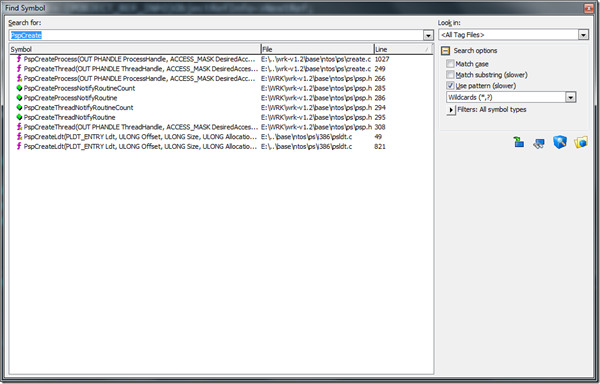 Find Symbol
Search for:
PspCreate
Look in:
<All Tag Files>
Search options
Match case
Match substring (slower)
Use pattern (slower)
Wildcards (*,?)
Filters: All symbol types
Symbol File Line
PspCreateProcess(OUT PHANDLE ProcessHandle, ACCESS_MASK DesiredAcc... E:\..\wrk-v1.2\base\ntos\ps\create.c 1027
PspCreateThread(OUT PHANDLE ThreadHandle, ACCESS_MASK DesiredAcces... E:\..\wrk-v1.2\base\ntos\ps\create.c 249
PspCreateProcess(OUT PHANDLE ProcessHandle, ACCESS_MASK DesiredAcc... E:\WRK\wrk-v1.2\base\ntos\ps\psp.h 266
PspCreateProcessNotifyRoutineCount E:\WRK\wrk-v1.2\base\ntos\ps\psp.h 285
PspCreateProcessNotifyRoutine E:\WRK\wrk-v1.2\base\ntos\ps\psp.h 286
PspCreateThreadNotifyRoutineCount E:\WRK\wrk-v1.2\base\ntos\ps\psp.h 294
PspCreateThreadNotifyRoutine E:\WRK\wrk-v1.2\base\ntos\ps\psp.h 295
PspCreateThread(OUT PHANDLE ThreadHandle, ACCESS_MASK DesiredAcces... E:\WRK\wrk-v1.2\base\ntos\ps\psp.h 308
PspCreateLdt(PLDT_ENTRY Ldt, ULONG Offset, ULONG Size, ULONG Allocatio... E:\..\base\ntos\ps\i386\psldt.c 49
PspCreateLdt(PLDT_ENTRY Ldt, ULONG Offset, ULONG Size, ULONG Allocatio... E:\..\base\ntos\ps\i386\psldt.c 821